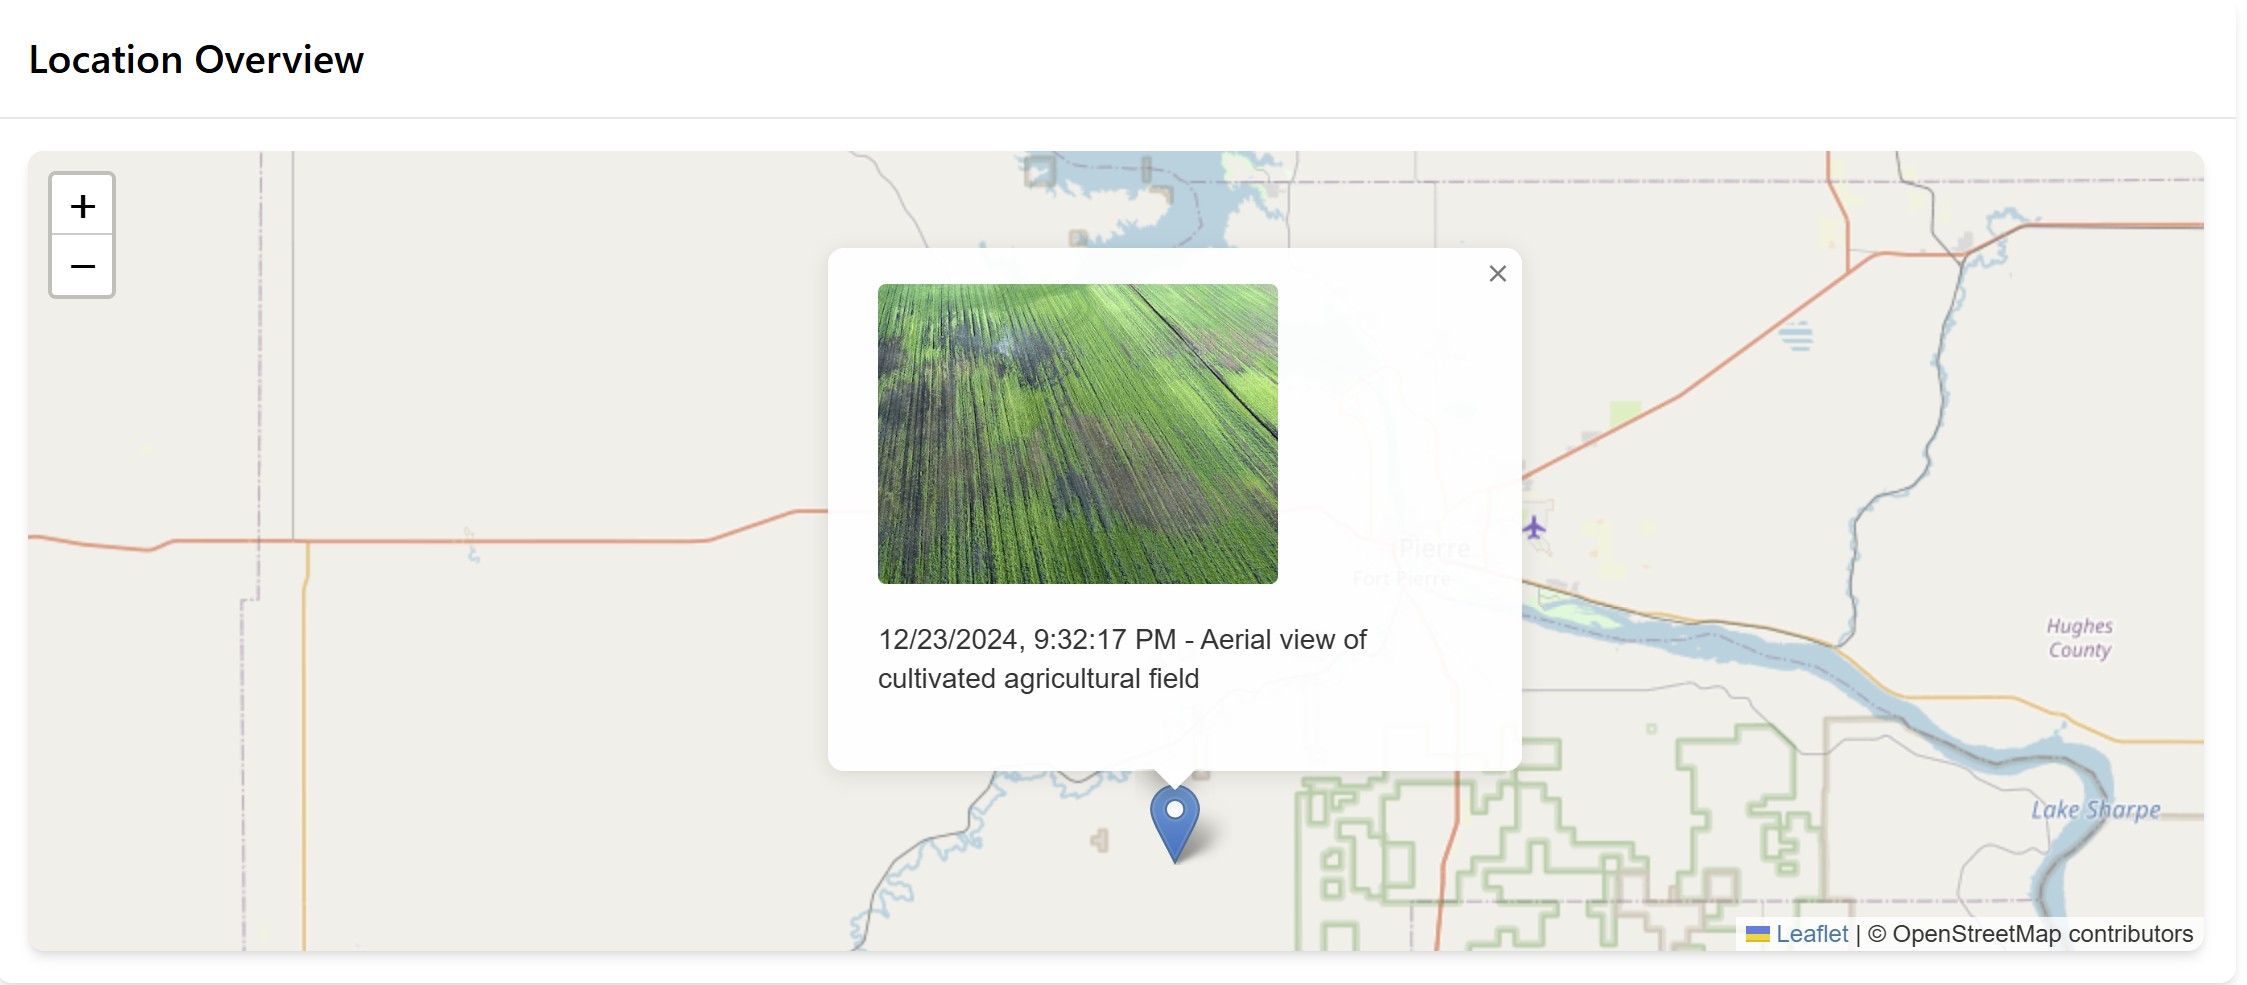 Location Overview
+
−
×
Pierre
Fort Pierre
12/23/2024, 9:32:17 PM - Aerial view of
cultivated agricultural field
Hughes
County
Lake Sharpe
Leaflet | © OpenStreetMap contributors